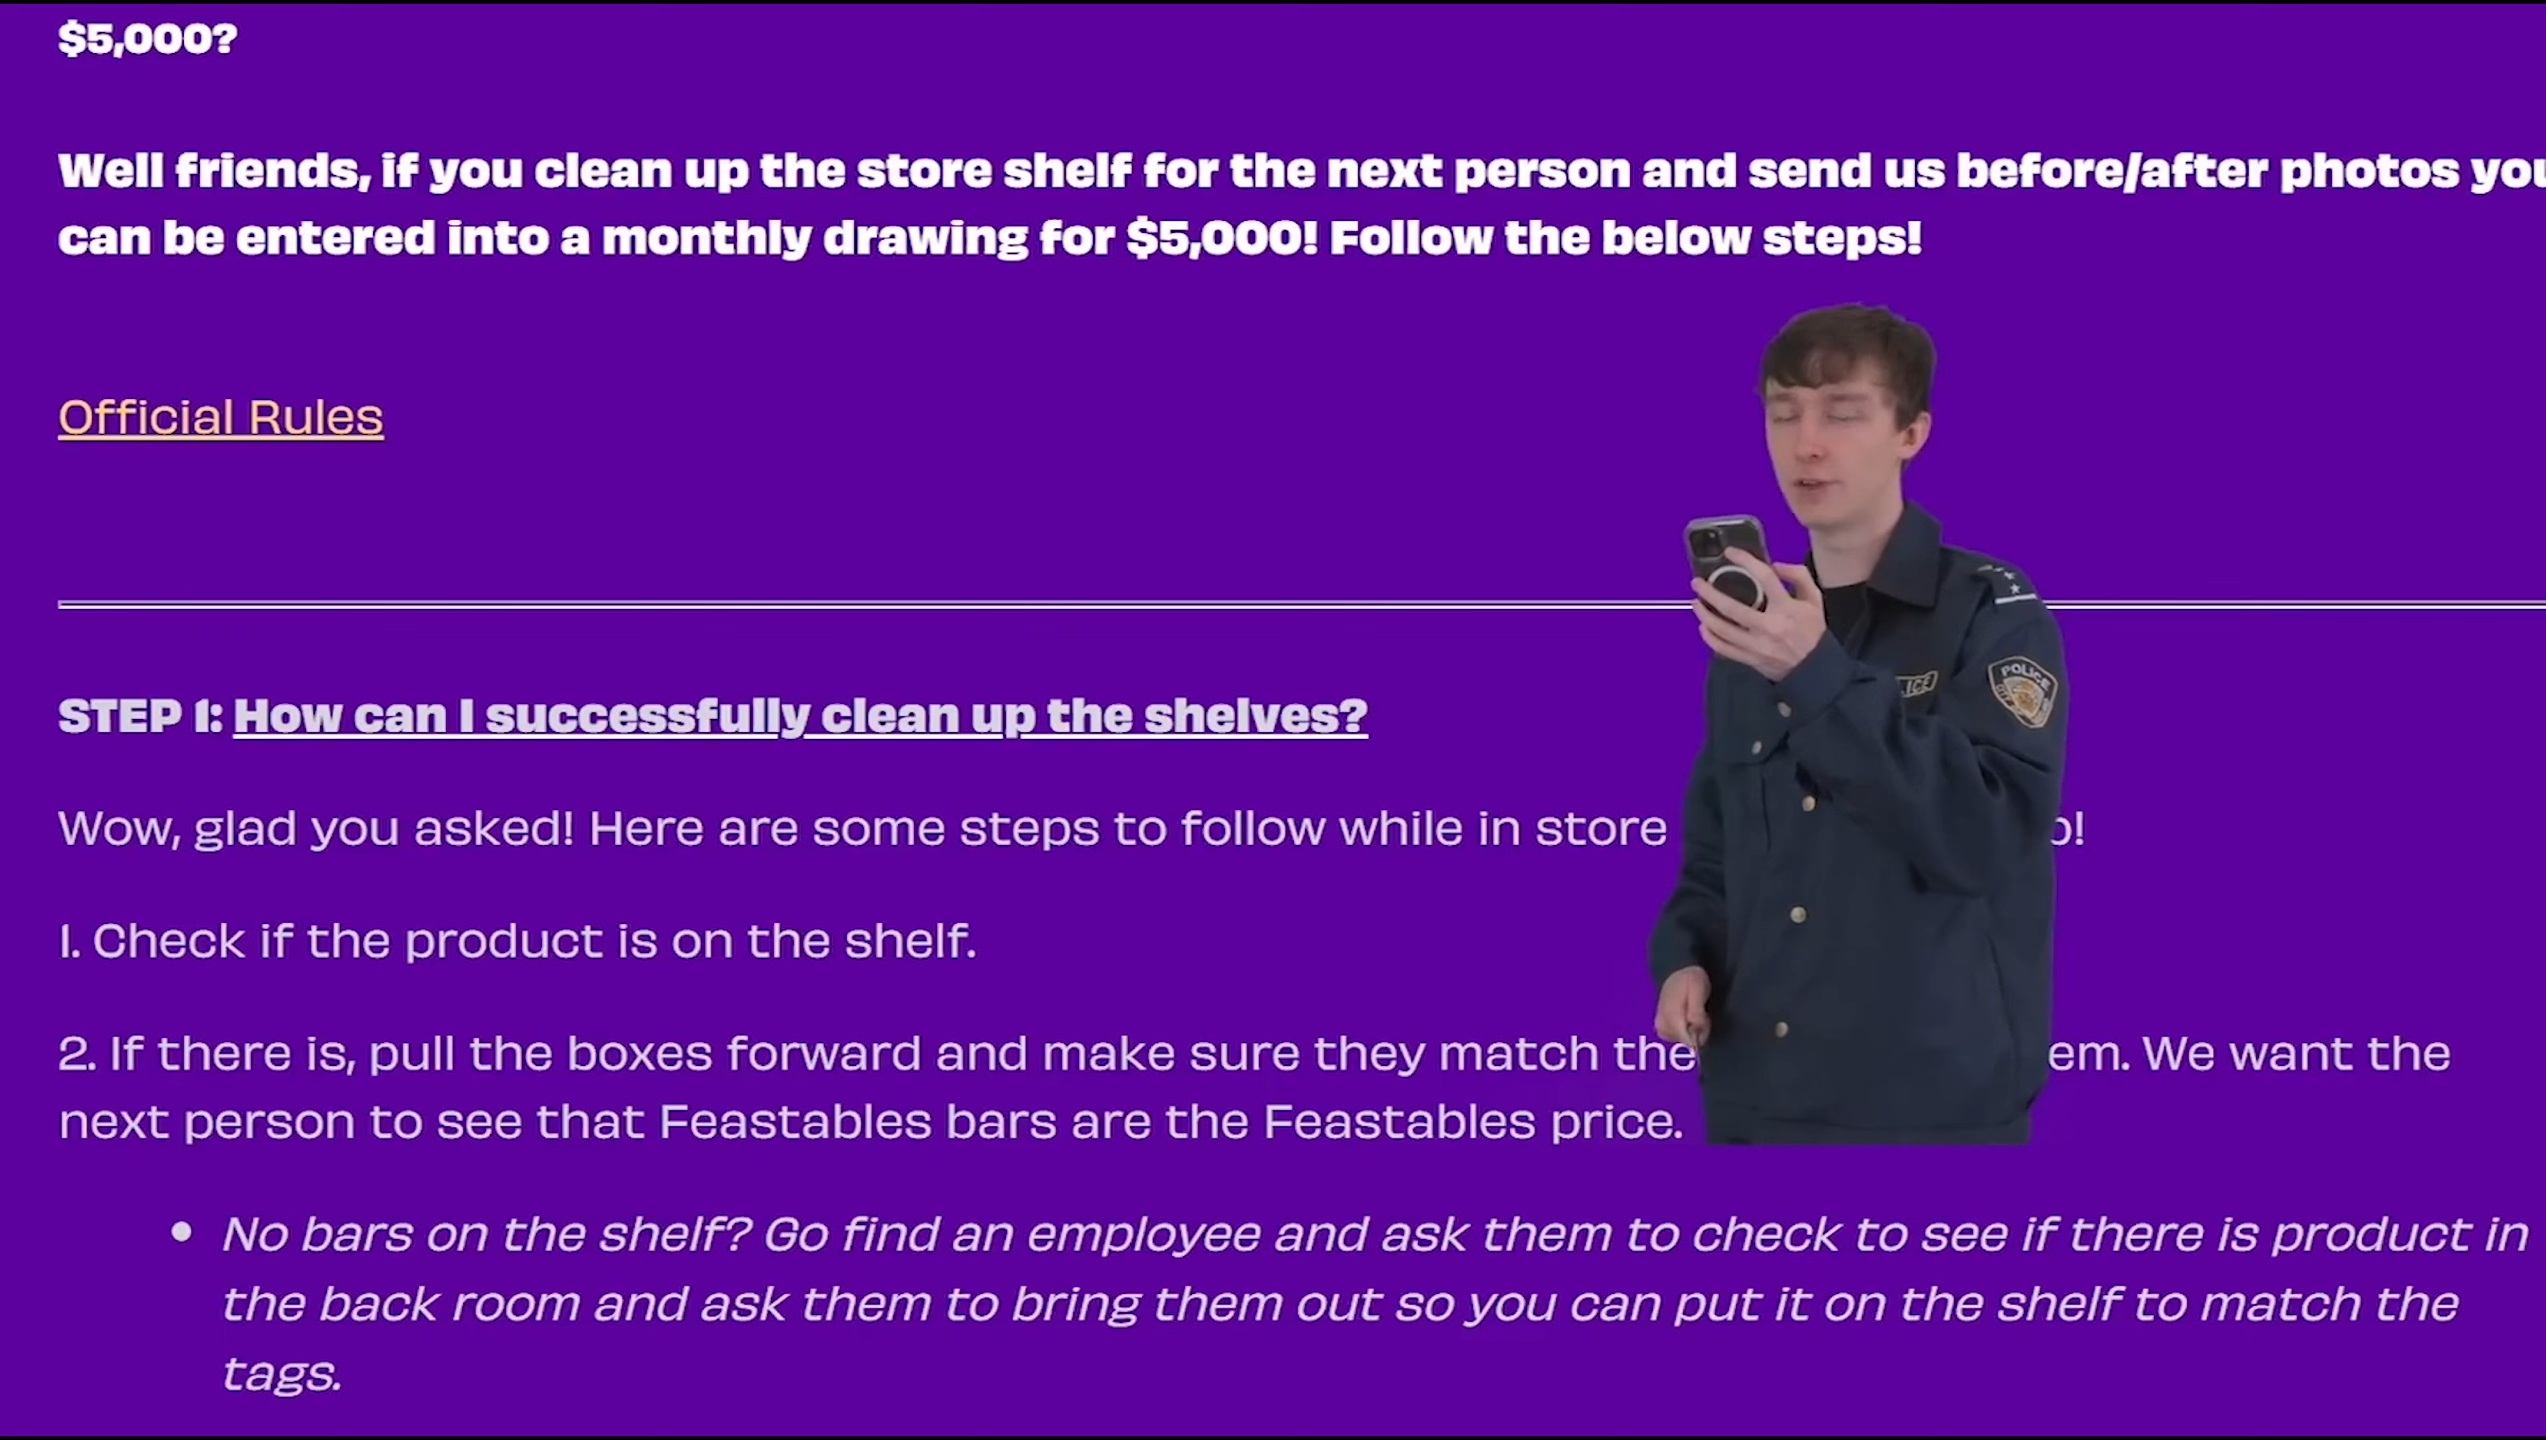 $5,000?
Well friends, if you clean up the store shelf for the next person and send us before/after photos you
can be entered into a monthly drawing for $5,000! Follow the below steps!
Official Rules
STEP 1: How can I successfully clean up the shelves?
Wow, glad you asked! Here are some steps to follow while in store
1. Check if the product is on the shelf.
2. If there is, pull the boxes forward and make sure they match the em. We want the
next person to see that Feastables bars are the Feastables price.
• No bars on the shelf? Go find an employee and ask them to check to see if there is product in
the back room and ask them to bring them out so you can put it on the shelf to match the
tags.
POLICE